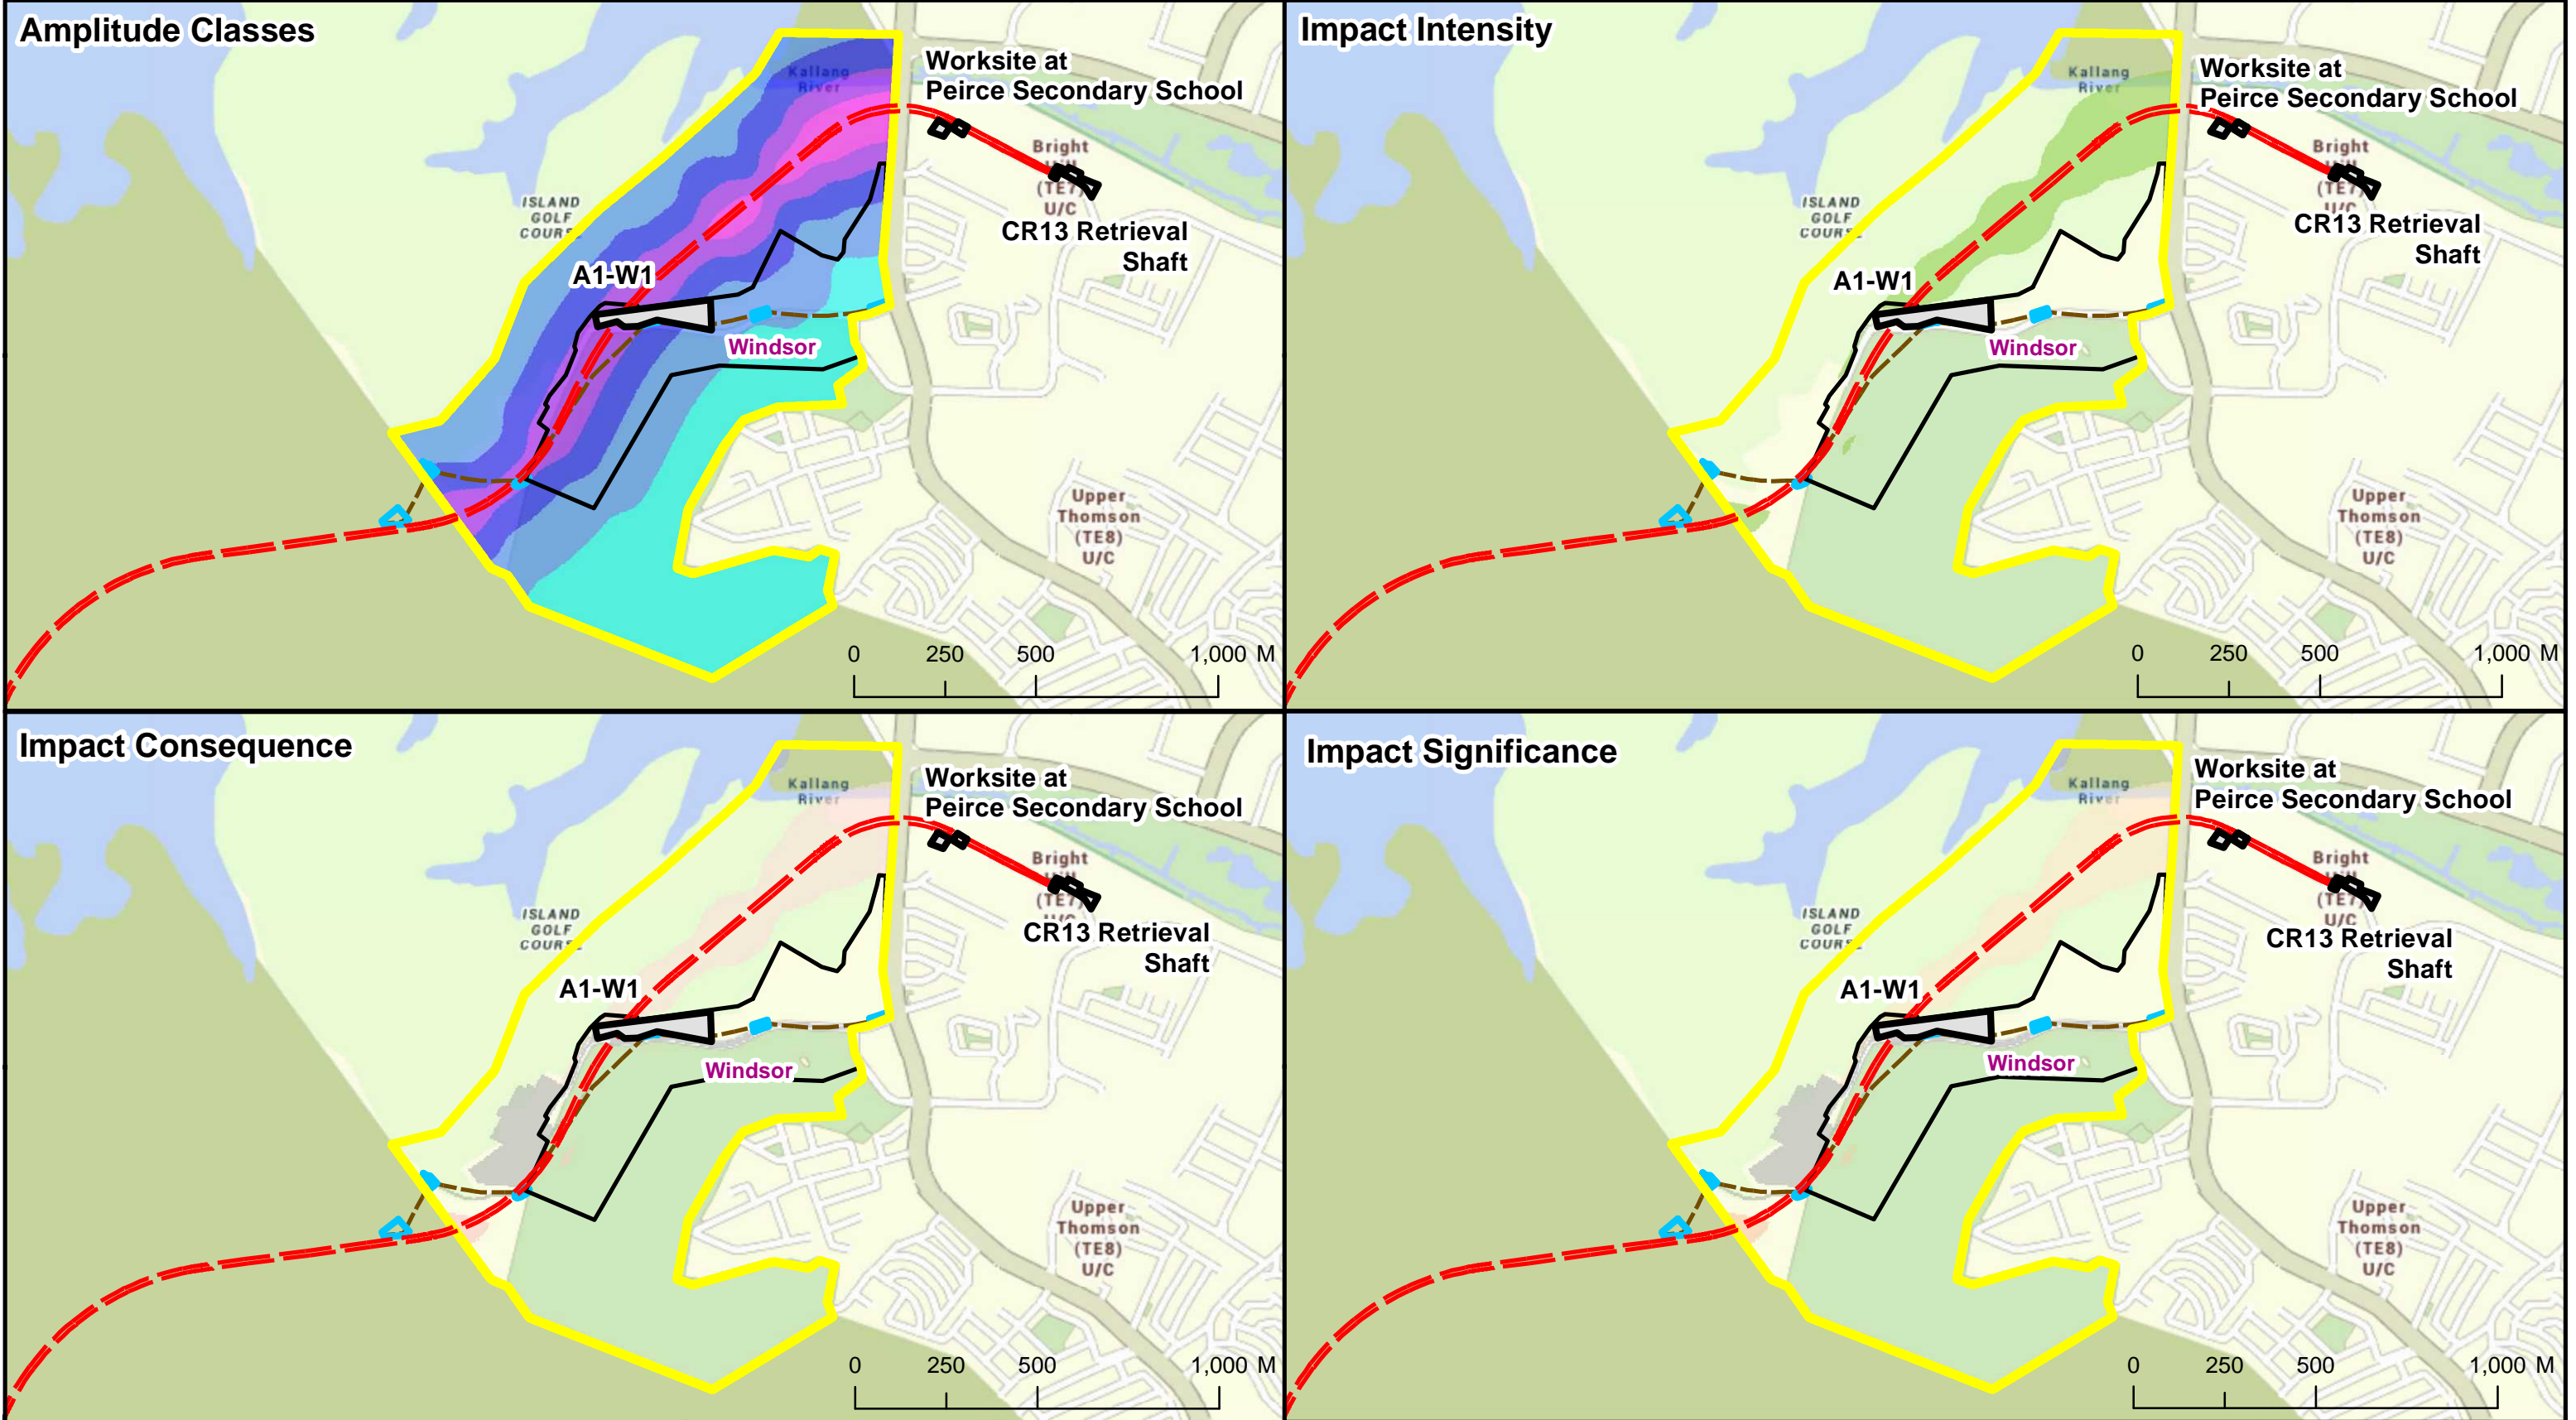 Amplitude Classes
Kallang
River
Worksite at
Peirce Secondary School
Bright
(TE7)
U/C
CR13 Retrieval
Shaft
ISLAND
GOLF
A1-W1
Windsor
Upper
Thomson
(TE8)
U/C
0 250 500 1,000 M
Impact Intensity
Kallang
River
Worksite at
Peirce Secondary School
Bright
(TE7)
CR13 Retrieval
Shaft
ISLAND
GOLF
A1-W1
Windsor
Upper
Thomson
(TE8)
U/C
0 250 500 1,000 M
Impact Consequence
Kallang
River
Worksite at
Peirce Secondary School
Bright
(TE7)
CR13 Retrieval
Shaft
ISLAND
GOLF
A1-W1
Windsor
Upper
Thomson
(TE8)
U/C
0 250 500 1,000 M
Impact Significance
Kallang
River
Worksite at
Peirce Secondary School
Bright
(TE7)
U/C
CR13 Retrieval
Shaft
ISLAND
GOLF
A1-W1
Windsor
Upper
Thomson
(TE8)
U/C
0 250 500 1,000 M